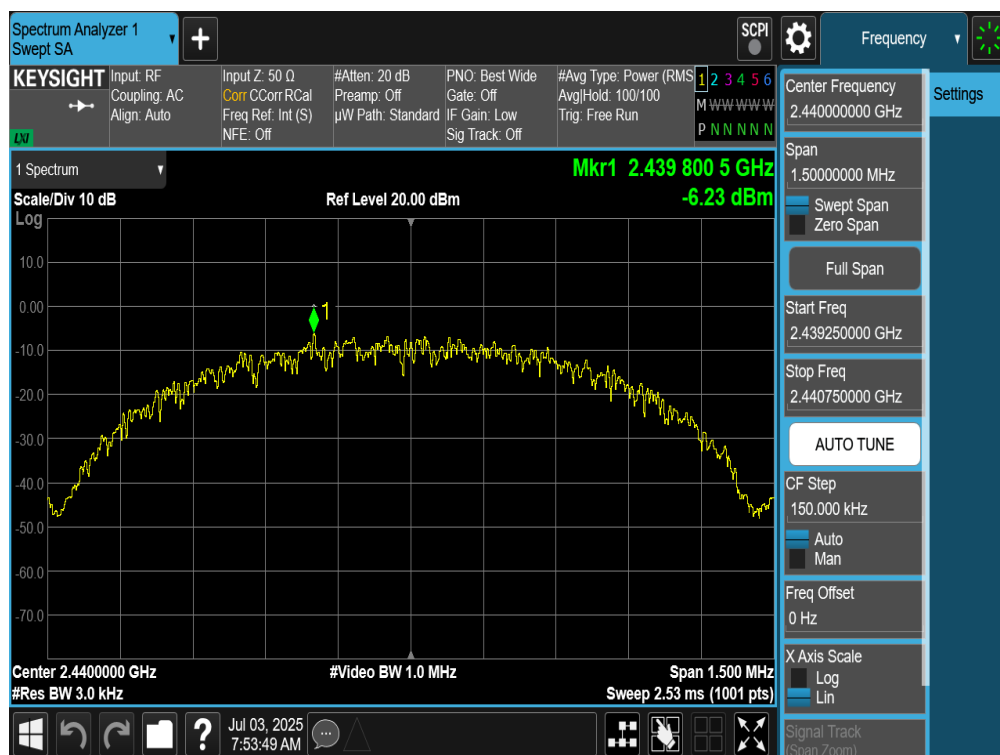 Spectrum Analyzer 1
Swept SA
+
SCPI
Frequency
KEYSIGHT
LXI
Input: RF
Coupling: AC
Align: Auto
Input Z: 50 Ω
Corr CCorr RCal
Freq Ref: Int (S)
NFE: Off
#Atten: 20 dB
Preamp: Off
µW Path: Standard
PNO: Best Wide
Gate: Off
IF Gain: Low
Sig Track: Off
#Avg Type: Power (RMS
Avg|Hold: 100/100
Trig: Free Run
1 2 3 4 5 6
M W W W W W
P N N N N N
1 Spectrum
Mkr1 2.439 800 5 GHz
-6.23 dBm
Scale/Div 10 dB
Ref Level 20.00 dBm
Log
10.0
0.00
-10.0
-20.0
-30.0
-40.0
-50.0
-60.0
-70.0
1
Center 2.4400000 GHz
#Video BW 1.0 MHz
Span 1.500 MHz
#Res BW 3.0 kHz
Sweep 2.53 ms (1001 pts)
?
Jul 03, 2025
7:53:49 AM
Center Frequency
2.440000000 GHz
Span
1.50000000 MHz
Swept Span
Zero Span
Full Span
Start Freq
2.439250000 GHz
Stop Freq
2.440750000 GHz
AUTO TUNE
CF Step
150.000 kHz
Auto
Man
Freq Offset
0 Hz
X Axis Scale
Log
Lin
Signal Track
(Span Zoom)
Settings